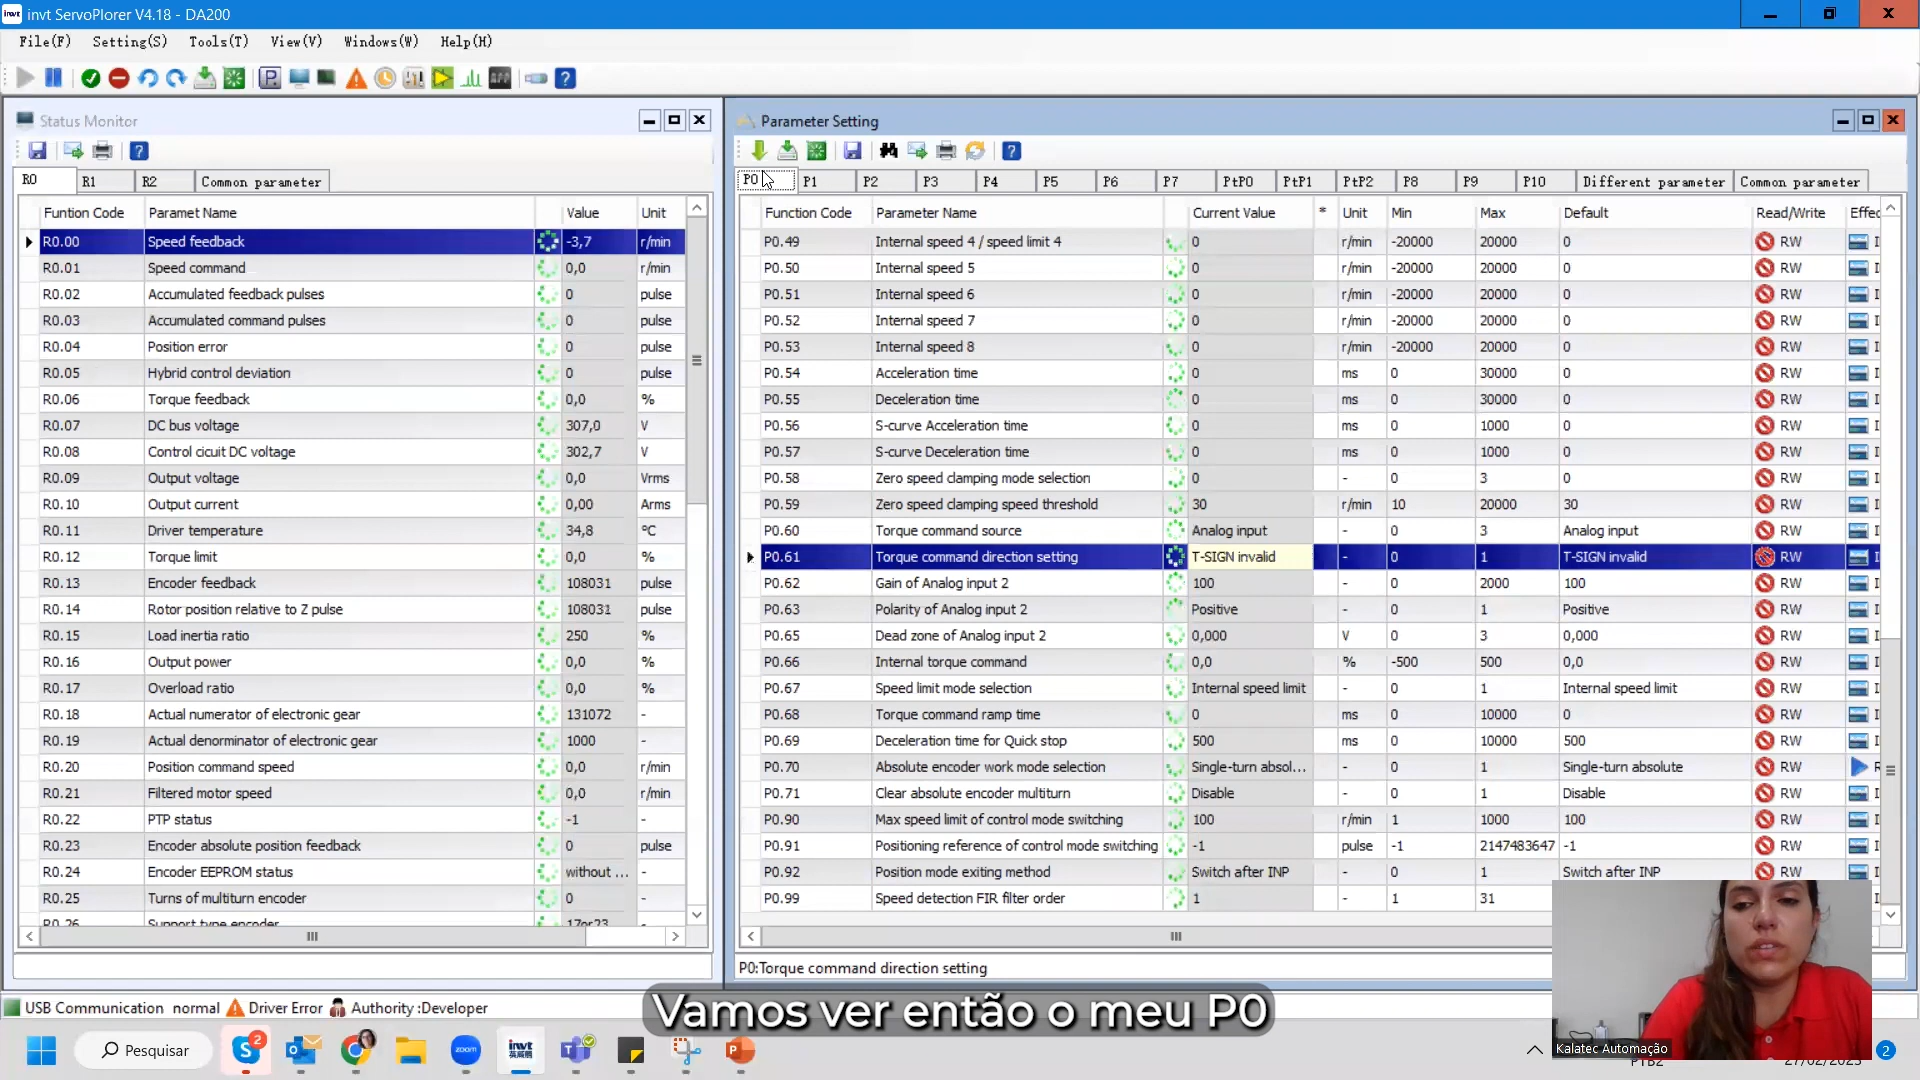 invt ServoPlorer V4.18 - DA200
File(F) Setting(S) Tools(T) View(V) Windows(W) Help(H)
Status Monitor
R0 R1 R2 Common parameter
Funtion Code Paramet Name Value Unit
R0.00 Speed feedback -3,7 r/min
R0.01 Speed command 0,0 r/min
R0.02 Accumulated feedback pulses 0 pulse
R0.03 Accumulated command pulses 0 pulse
R0.04 Position error 0 pulse
R0.05 Hybrid control deviation 0 pulse
R0.06 Torque feedback 0,0 %
R0.07 DC bus voltage 307,0 V
R0.08 Control cicuit DC voltage 302,7 V
R0.09 Output voltage 0,0 Vrms
R0.10 Output current 0,00 Arms
R0.11 Driver temperature 34,8 ºC
R0.12 Torque limit 0,0 %
R0.13 Encoder feedback 108031 pulse
R0.14 Rotor position relative to Z pulse 108031 pulse
R0.15 Load inertia ratio 250 %
R0.16 Output power 0,0 %
R0.17 Overload ratio 0,0 %
R0.18 Actual numerator of electronic gear 131072 -
R0.19 Actual denorminator of electronic gear 1000 -
R0.20 Position command speed 0,0 r/min
R0.21 Filtered motor speed 0,0 r/min
R0.22 PTP status -1 -
R0.23 Encoder absolute position feedback 0 pulse
R0.24 Encoder EEPROM status without ... -
R0.25 Turns of multiturn encoder 0 -
R0.26 Support type encoder 17or23
Parameter Setting
P0 P1 P2 P3 P4 P5 P6 P7 PtP0 PtP1 PtP2 P8 P9 P10 Different parameter Common parameter
Function Code Parameter Name Current Value * Unit Min Max Default Read/Write Effec
P0.49 Internal speed 4 / speed limit 4 0 r/min -20000 20000 0 RW I
P0.50 Internal speed 5 0 r/min -20000 20000 0 RW I
P0.51 Internal speed 6 0 r/min -20000 20000 0 RW I
P0.52 Internal speed 7 0 r/min -20000 20000 0 RW I
P0.53 Internal speed 8 0 r/min -20000 20000 0 RW I
P0.54 Acceleration time 0 ms 0 30000 0 RW I
P0.55 Deceleration time 0 ms 0 30000 0 RW I
P0.56 S-curve Acceleration time 0 ms 0 1000 0 RW I
P0.57 S-curve Deceleration time 0 ms 0 1000 0 RW I
P0.58 Zero speed clamping mode selection 0 - 0 3 0 RW I
P0.59 Zero speed clamping speed threshold 30 r/min 10 20000 30 RW I
P0.60 Torque command source Analog input - 0 3 Analog input RW I
P0.61 Torque command direction setting T-SIGN invalid - 0 1 T-SIGN invalid RW I
P0.62 Gain of Analog input 2 100 - 0 2000 100 RW I
P0.63 Polarity of Analog input 2 Positive - 0 1 Positive RW I
P0.65 Dead zone of Analog input 2 0,000 V 0 3 0,000 RW I
P0.66 Internal torque command 0,0 % -500 500 0,0 RW I
P0.67 Speed limit mode selection Internal speed limit - 0 1 Internal speed limit RW I
P0.68 Torque command ramp time 0 ms 0 10000 0 RW I
P0.69 Deceleration time for Quick stop 500 ms 0 10000 500 RW I
P0.70 Absolute encoder work mode selection Single-turn absol... - 0 1 Single-turn absolute RW R
P0.71 Clear absolute encoder multiturn Disable - 0 1 Disable RW I
P0.90 Max speed limit of control mode switching 100 r/min 1 1000 100 RW I
P0.91 Positioning reference of control mode switching -1 pulse -1 2147483647 -1 RW I
P0.92 Position mode exiting method Switch after INP - 0 1 Switch after INP RW I
P0.99 Speed detection FIR filter order 1 - 1 31
P0:Torque command direction setting
USB Communication normal Driver Error Authority :Developer
Vamos ver então o meu P0
Pesquisar
2
zoom
invt
Kalatec Automação
PTB2
2